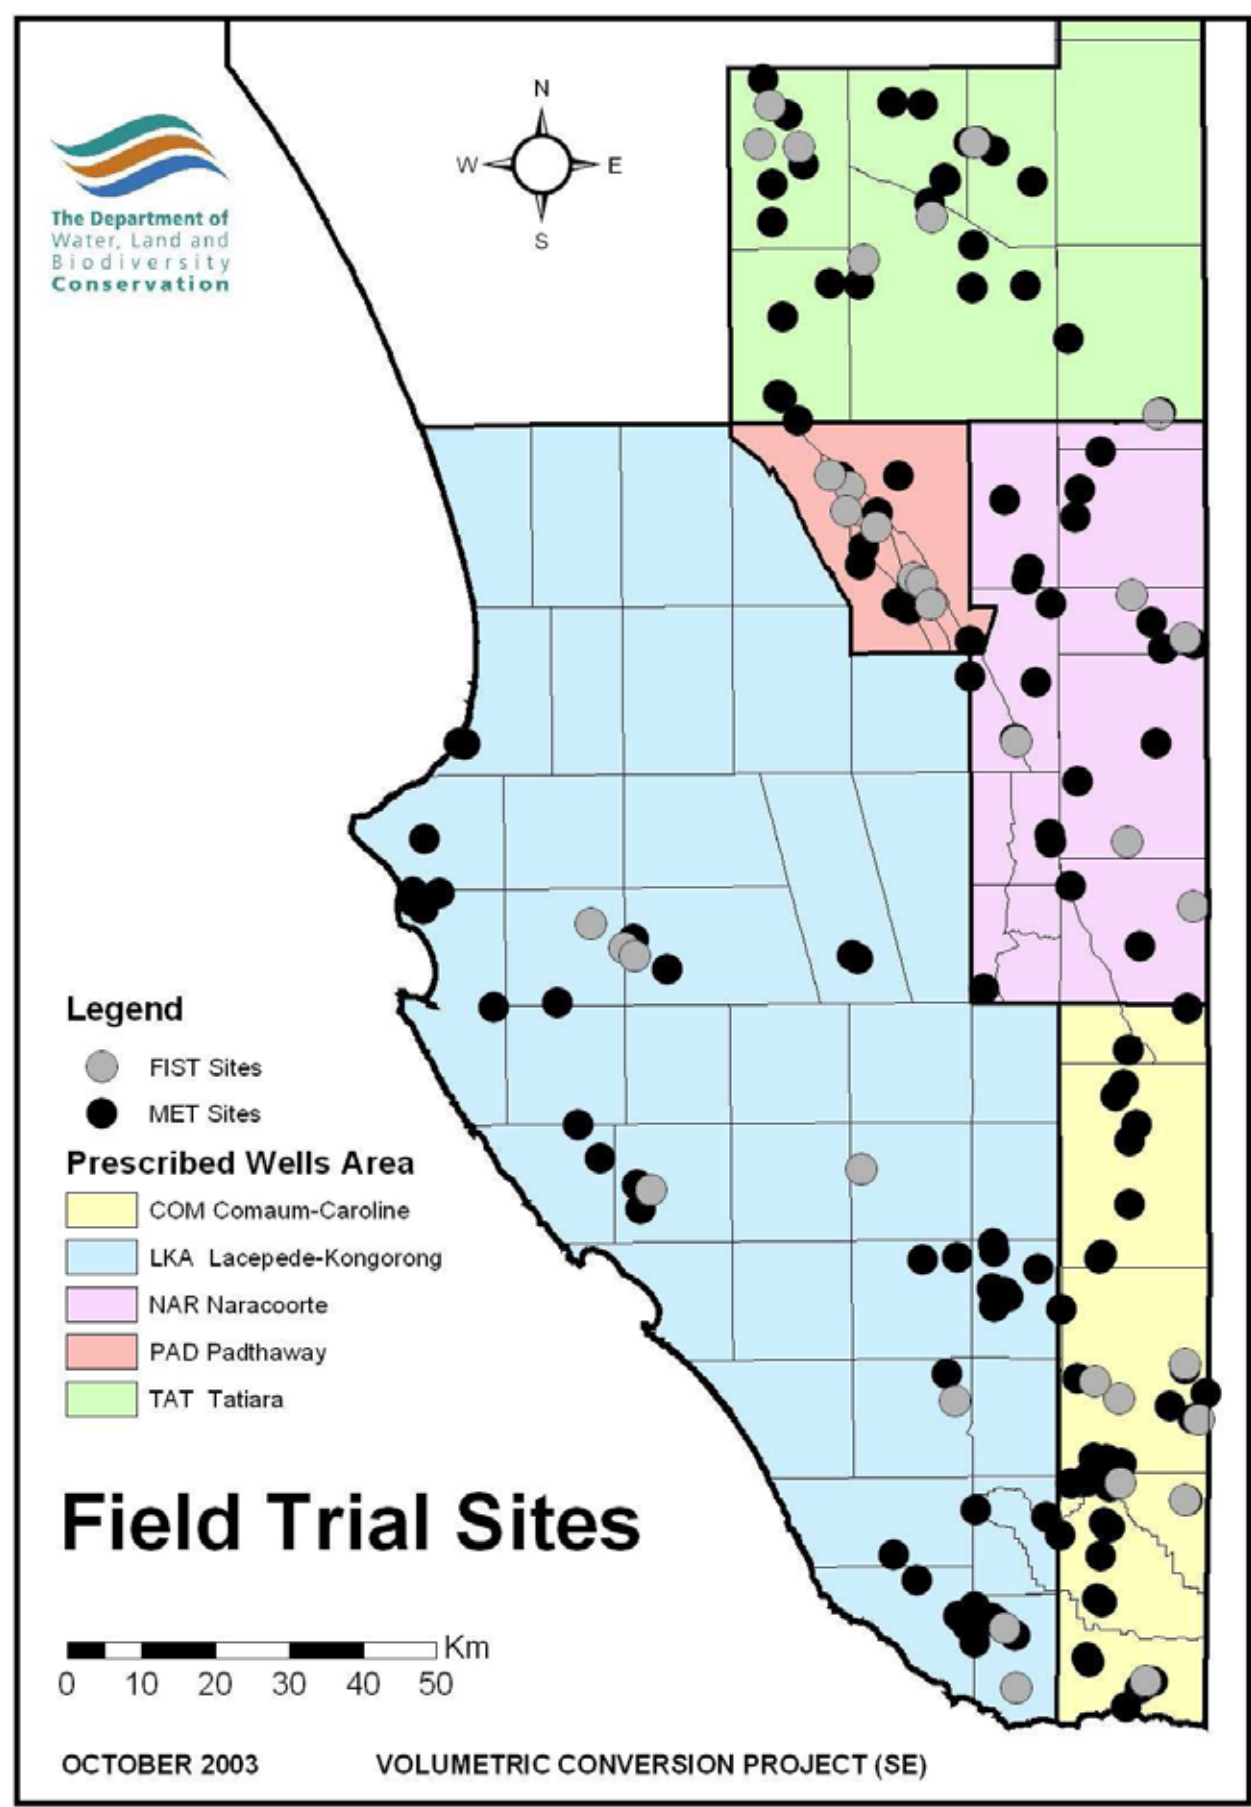 N
W E
S
The Department of
Water, Land and
Biodiversity
Conservation
Legend
FIST Sites
MET Sites
Prescribed Wells Area
COM Comaum-Caroline
LKA Lacepede-Kongorong
NAR Naracoorte
PAD Padthaway
TAT Tatiara
Field Trial Sites
Km
0 10 20 30 40 50
OCTOBER 2003 VOLUMETRIC CONVERSION PROJECT (SE)